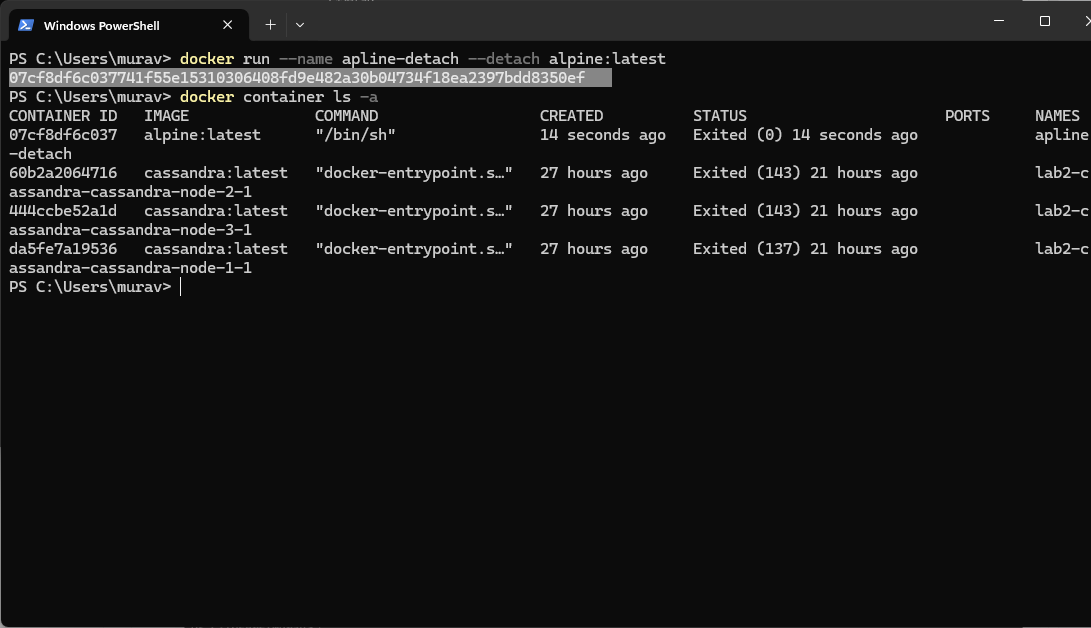 Windows PowerShell
PS C:\Users\murav> docker run --name apline-detach --detach alpine:latest
07cf8df6c037741f55e15310306408fd9e482a30b04734f18ea2397bdd8350ef
PS C:\Users\murav> docker container ls -a
CONTAINER ID   IMAGE              COMMAND                  CREATED          STATUS                      PORTS     NAMES
07cf8df6c037   alpine:latest      "/bin/sh"                14 seconds ago   Exited (0) 14 seconds ago             apline
-detach
60b2a2064716   cassandra:latest   "docker-entrypoint.s…"   27 hours ago     Exited (143) 21 hours ago             lab2-c
assandra-cassandra-node-2-1
444ccbe52a1d   cassandra:latest   "docker-entrypoint.s…"   27 hours ago     Exited (143) 21 hours ago             lab2-c
assandra-cassandra-node-3-1
da5fe7a19536   cassandra:latest   "docker-entrypoint.s…"   27 hours ago     Exited (137) 21 hours ago             lab2-c
assandra-cassandra-node-1-1
PS C:\Users\murav>